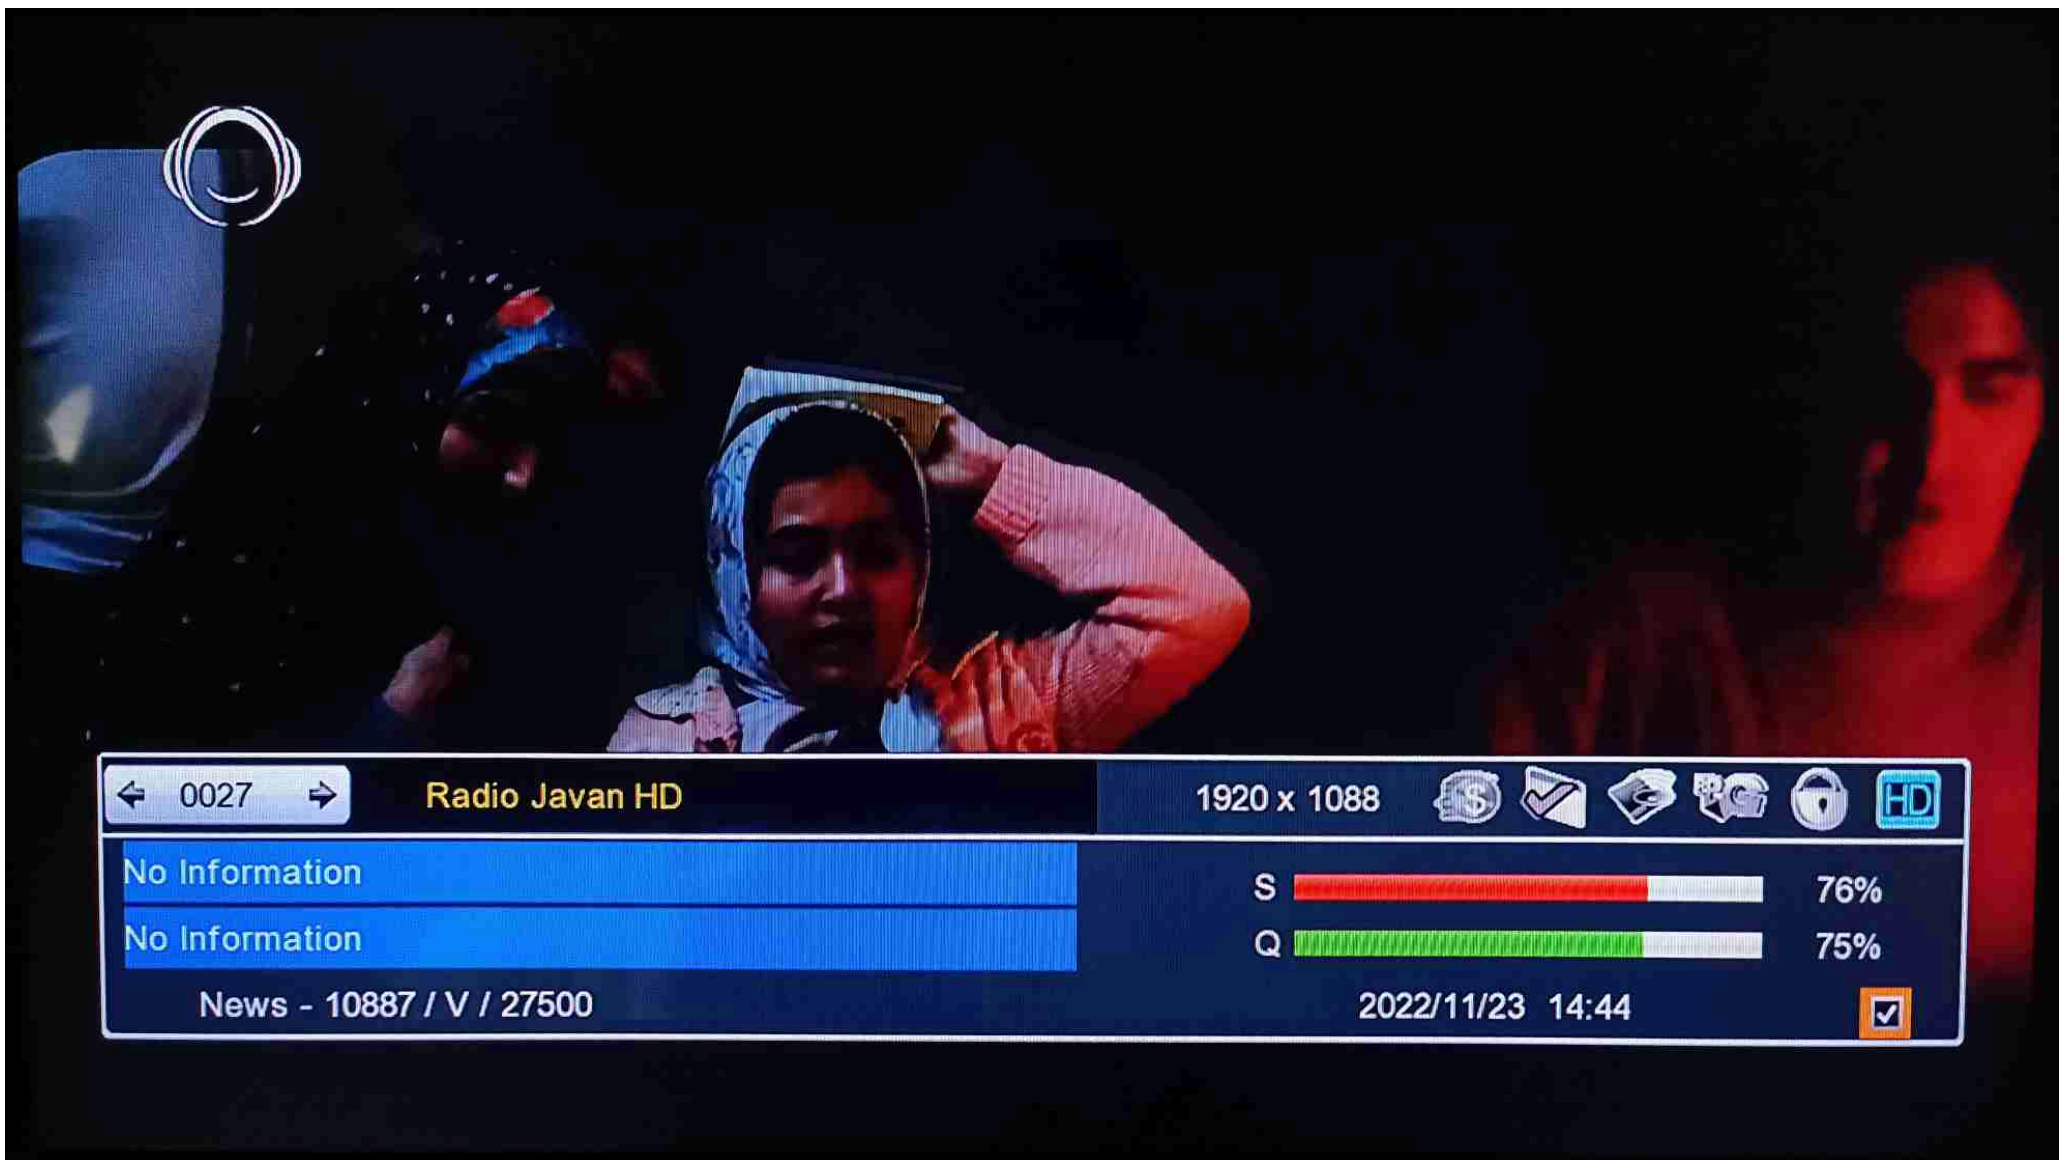 0027 Radio Javan HD 1920 x 1088 $ HD
No Information
S 76%
No Information
Q 75%
News - 10887 / V / 27500 2022/11/23 14:44